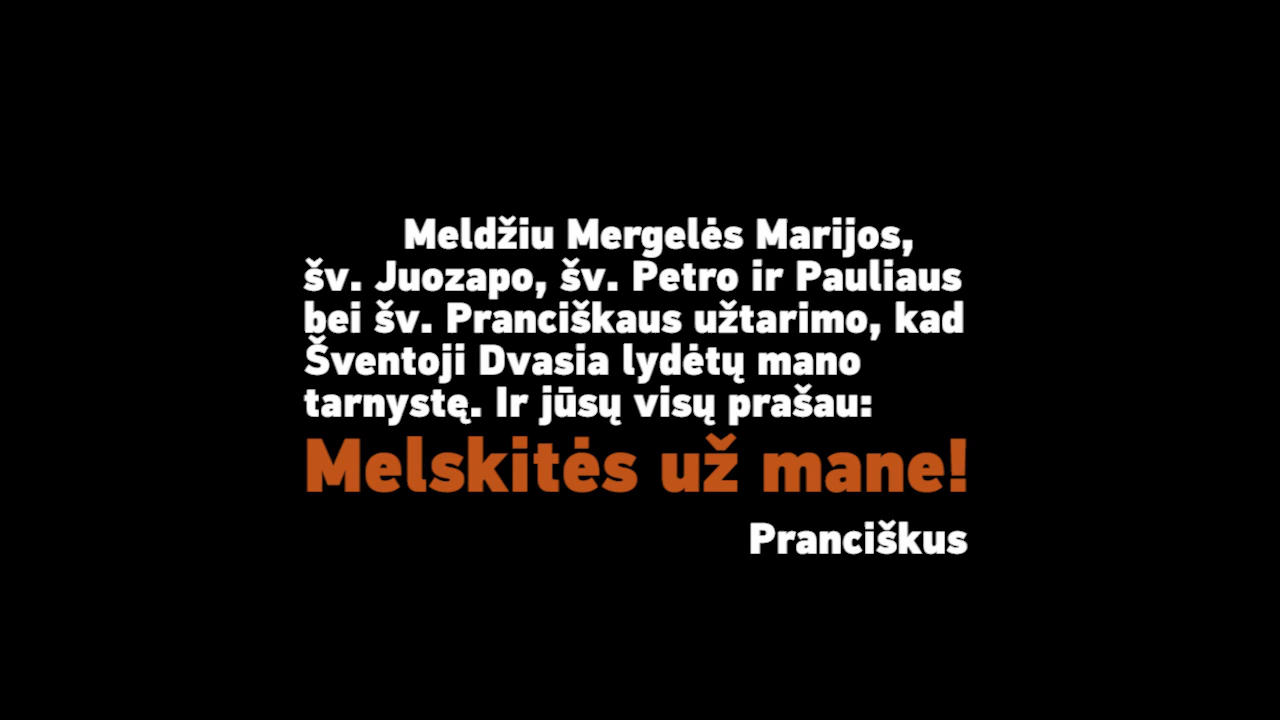 Meldžiu Mergelės Marijos,
šv. Juozapo, šv. Petro ir Pauliaus
bei šv. Pranciškaus užtarimo, kad
Šventoji Dvasia lydėtų mano
tarnystę. Ir jūsų visų prašau:
Melskitės už mane!
Pranciškus